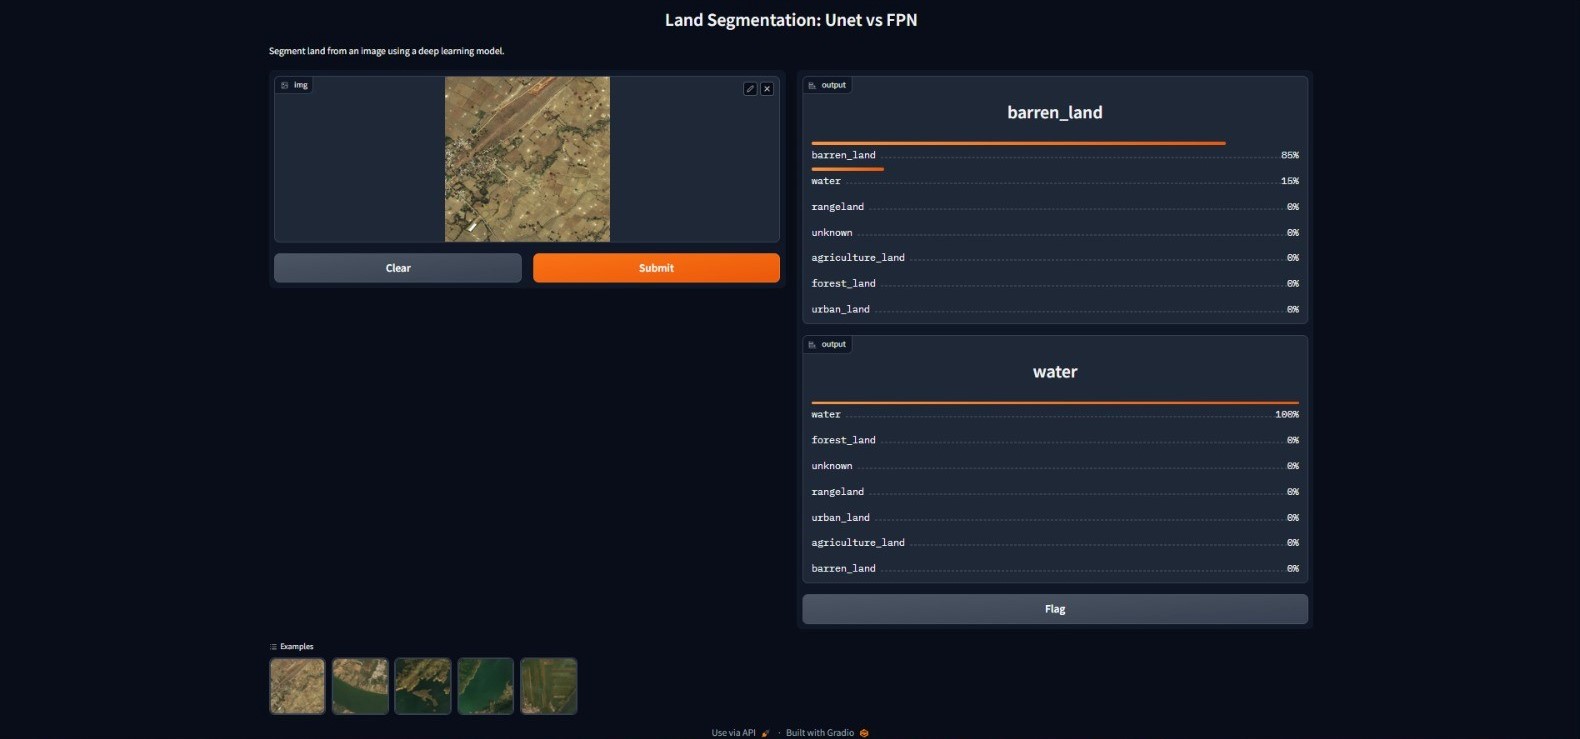 Land Segmentation: Unet vs FPN
Segment land from an image using a deep learning model.
img
Clear
Submit
output
barren_land
barren_land 85%
water 15%
rangeland 0%
unknown 0%
agriculture_land 0%
forest_land 0%
urban_land 0%
output
water
water 100%
forest_land 0%
unknown 0%
rangeland 0%
urban_land 0%
agriculture_land 0%
barren_land 0%
Flag
Examples
Use via API · Built with Gradio